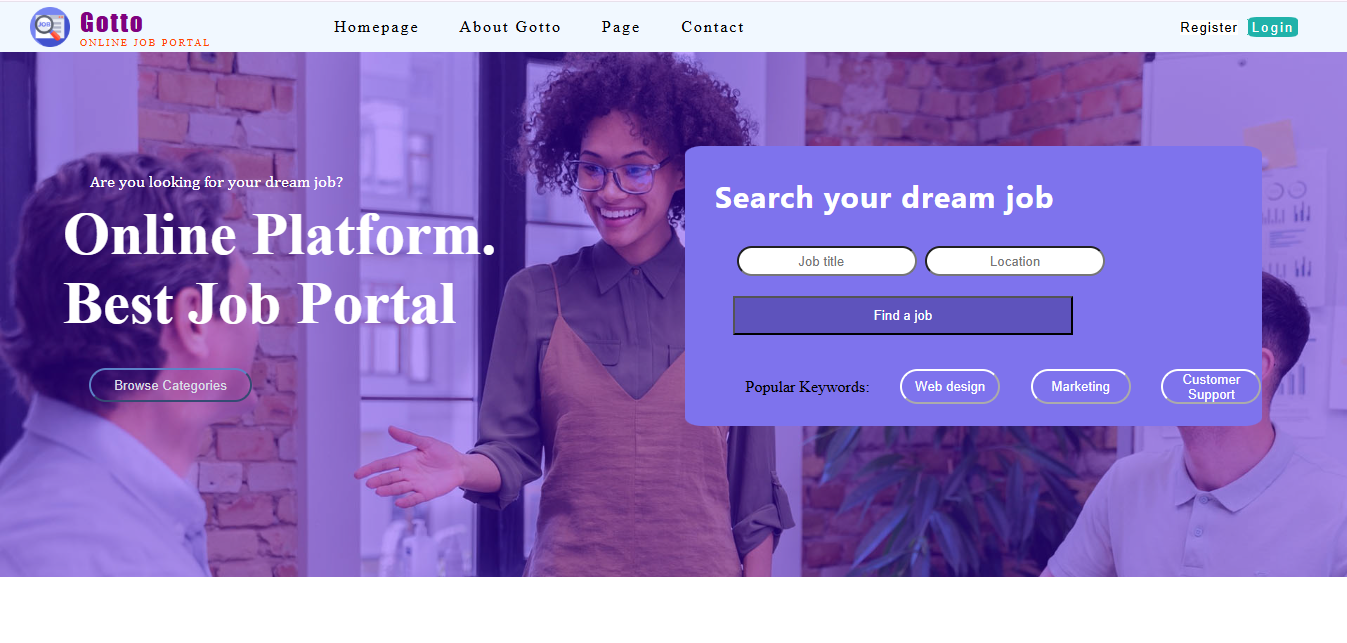 JOB
Gotto
ONLINE JOB PORTAL
Homepage About Gotto Page Contact
Register Login
Are you looking for your dream job?
Online Platform.
Best Job Portal
Browse Categories
Search your dream job
Job title Location
Find a job
Popular Keywords: Web design Marketing Customer
Support